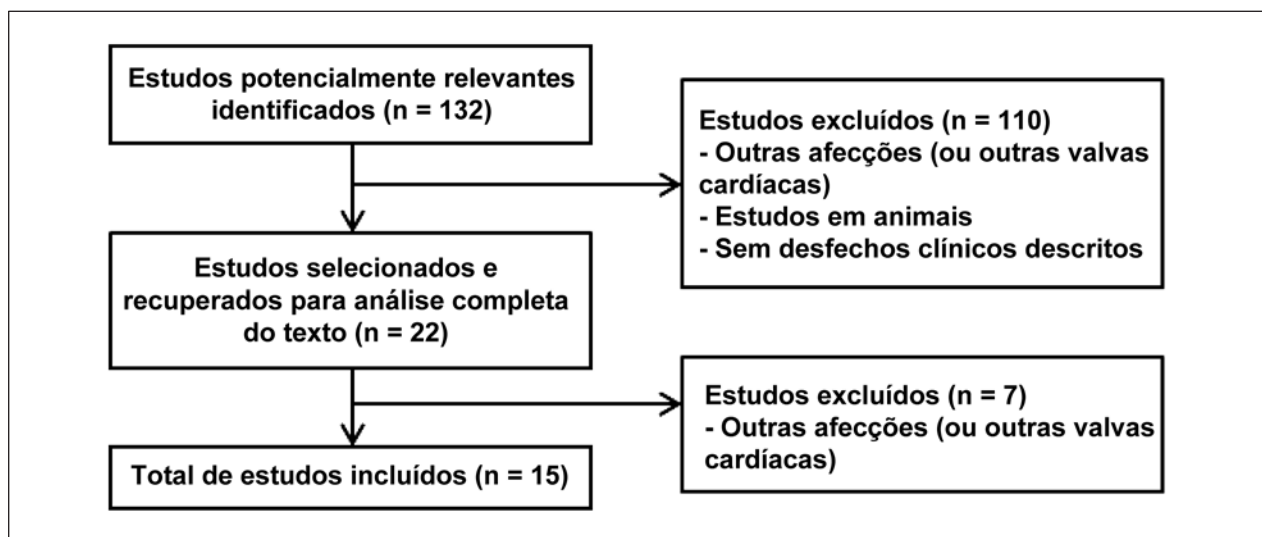 Estudos potencialmente relevantes
identificados (n = 132)
Estudos excluídos (n = 110)
- Outras afecções (ou outras valvas
cardíacas)
- Estudos em animais
- Sem desfechos clínicos descritos
Estudos selecionados e
recuperados para análise completa
do texto (n = 22)
Estudos excluídos (n = 7)
- Outras afecções (ou outras valvas
cardíacas)
Total de estudos incluídos (n = 15)